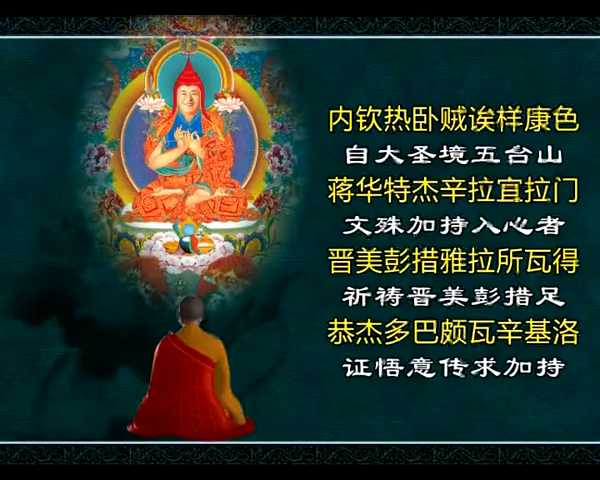 内钦热卧贼诶样康色
自大圣境五台山
蒋华特杰辛拉宜拉门
文殊加持入心者
晋美彭措雅拉所瓦得
祈祷晋美彭措足
恭杰多巴颇瓦辛基洛
证悟意传求加持